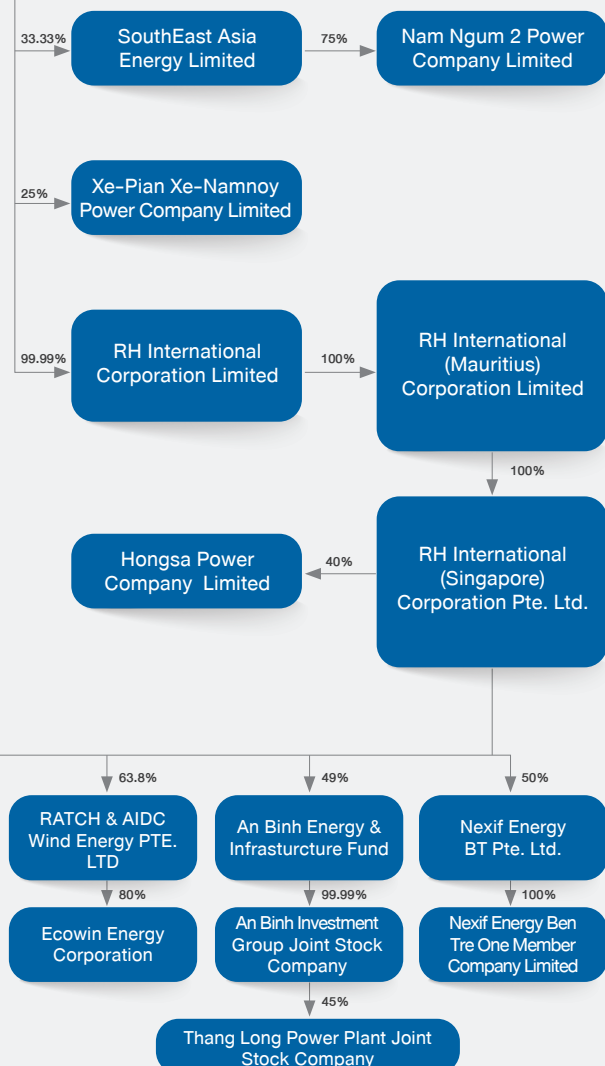 33.33%
SouthEast Asia
Energy Limited
75%
Nam Ngum 2 Power
Company Limited
25%
Xe-Pian Xe-Namnoy
Power Company Limited
99.99%
RH International
Corporation Limited
100%
RH International
(Mauritius)
Corporation Limited
100%
Hongsa Power
Company Limited
40%
RH International
(Singapore)
Corporation Pte. Ltd.
63.8%
49%
50%
RATCH & AIDC
Wind Energy PTE.
LTD
An Binh Energy &
Infrasturcture Fund
Nexif Energy
BT Pte. Ltd.
80%
99.99%
100%
Ecowin Energy
Corporation
An Binh Investment
Group Joint Stock
Company
Nexif Energy Ben
Tre One Member
Company Limited
45%
Thang Long Power Plant Joint
Stock Company